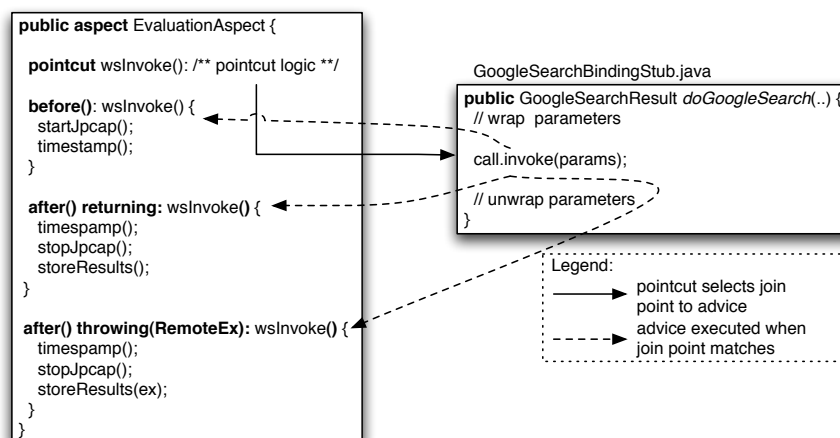 public aspect EvaluationAspect {
pointcut wsInvoke(): /** pointcut logic **/
before(): wsInvoke() {
startJpcap();
timestamp();
}
after() returning: wsInvoke() {
timespamp();
stopJpcap();
storeResults();
}
after() throwing(RemoteEx): wsInvoke() {
timespamp();
stopJpcap();
storeResults(ex);
}
}
GoogleSearchBindingStub.java
public GoogleSearchResult doGoogleSearch(..) {
// wrap parameters
call.invoke(params);
// unwrap parameters
}
Legend:
pointcut selects join
point to advice
advice executed when
join point matches